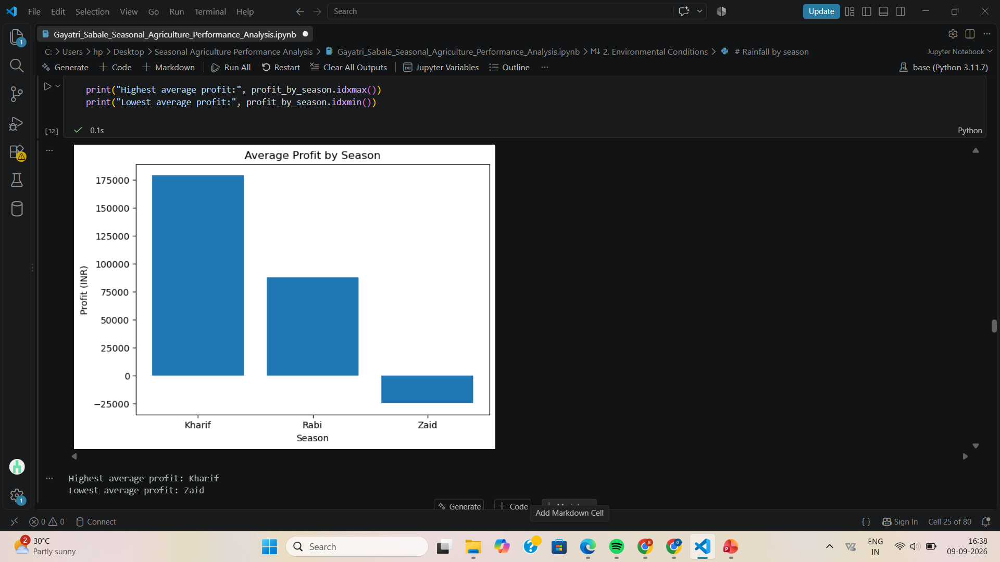 File Edit Selection View Go Run Terminal Help
Search
Update
Gayatri_Sabale_Seasonal_Agriculture_Performance_Analysis.ipynb
C: > Users > hp > Desktop > Seasonal Agriculture Performance Analysis > Gayatri_Sabale_Seasonal_Agriculture_Performance_Analysis.ipynb > M↓ 2. Environmental Conditions > # Rainfall by season
Jupyter Notebook
Generate + Code + Markdown Run All Restart Clear All Outputs Jupyter Variables Outline ...
base (Python 3.11.7)
print("Highest average profit:", profit_by_season.idxmax())
print("Lowest average profit:", profit_by_season.idxmin())
[32] 0.1s
Python
Average Profit by Season
175000
150000
125000
100000
75000
50000
25000
0
−25000
Profit (INR)
Kharif Rabi Zaid
Season
Highest average profit: Kharif
Lowest average profit: Zaid
Generate + Code
Add Markdown Cell
0 0 Connect
{ } Sign In Cell 25 of 80
1
1
2
30°C
Partly sunny
Search
ENG
IN
16:38
09-09-2026